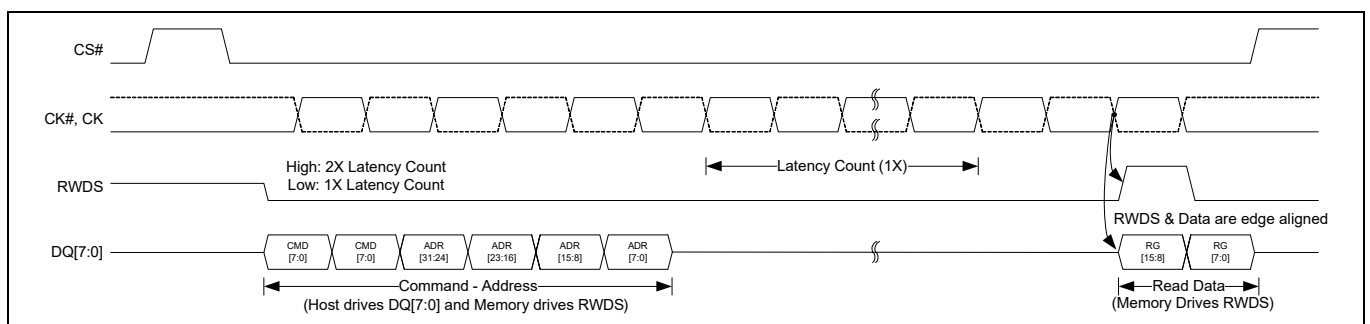 CS#
CK#, CK
High: 2X Latency Count
Low: 1X Latency Count
Latency Count (1X)
RWDS
RWDS & Data are edge aligned
DQ[7:0]
CMD
[7:0]
CMD
[7:0]
ADR
[31:24]
ADR
[23:16]
ADR
[15:8]
ADR
[7:0]
RG
[15:8]
RG
[7:0]
Command - Address
(Host drives DQ[7:0] and Memory drives RWDS)
Read Data
(Memory Drives RWDS)